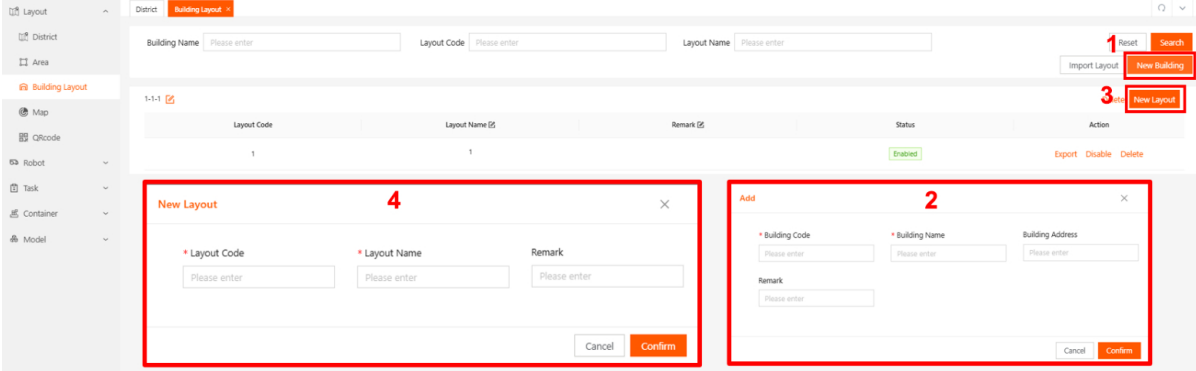 Layout
District
Area
Building Layout
Map
QRcode
Robot
Task
Container
Model
District
Building Layout ×
Building Name Please enter Layout Code Please enter Layout Name Please enter
1 Reset Search
Import Layout New Building
1-1-1
3 New Layout
Layout Code Layout Name Remark Status Action
1 1 Enabled Export Disable Delete
New Layout 4
* Layout Code * Layout Name Remark
Please enter Please enter Please enter
Cancel Confirm
Add 2
* Building Code * Building Name Building Address
Please enter Please enter Please enter
Remark
Please enter
Cancel Confirm